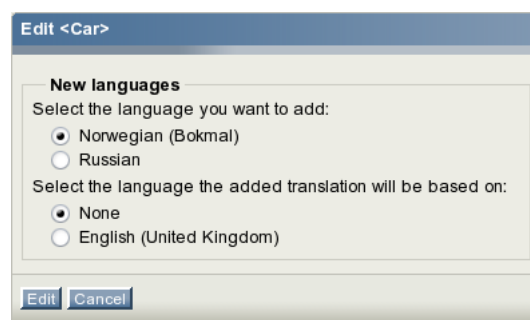 Edit <Car>
New languages
Select the language you want to add:
Norwegian (Bokmal)
Russian
Select the language the added translation will be based on:
None
English (United Kingdom)
Edit Cancel